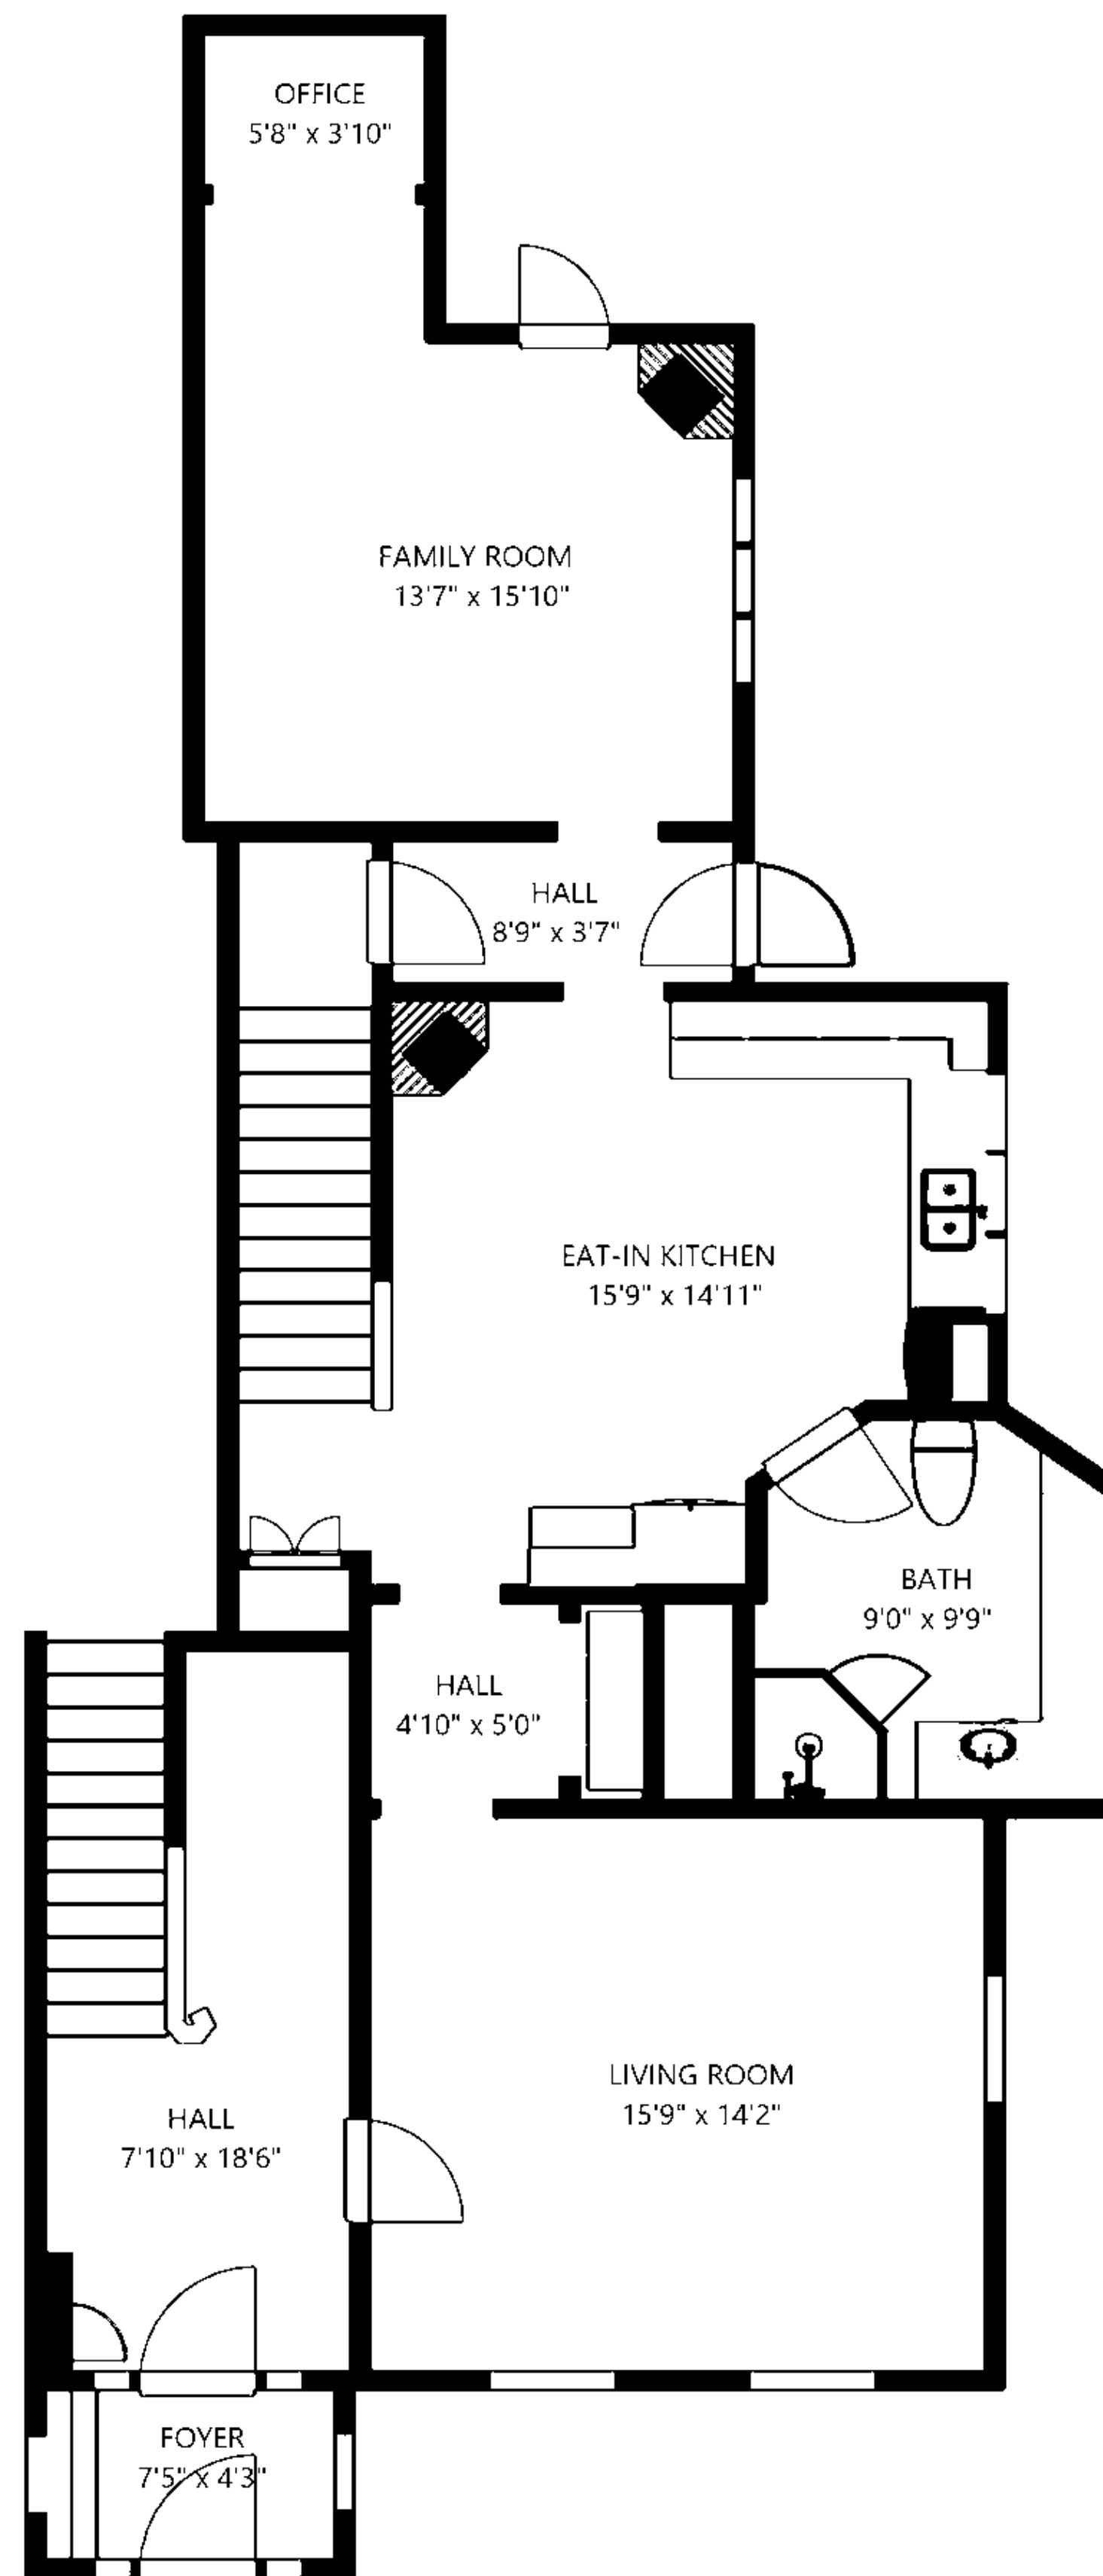 OFFICE
5'8" x 3'10"
FAMILY ROOM
13'7" x 15'10"
HALL
8'9" x 3'7"
EAT-IN KITCHEN
15'9" x 14'11"
BATH
9'0" x 9'9"
HALL
4'10" x 5'0"
LIVING ROOM
15'9" x 14'2"
HALL
7'10" x 18'6"
FOYER
7'5" x 4'3"